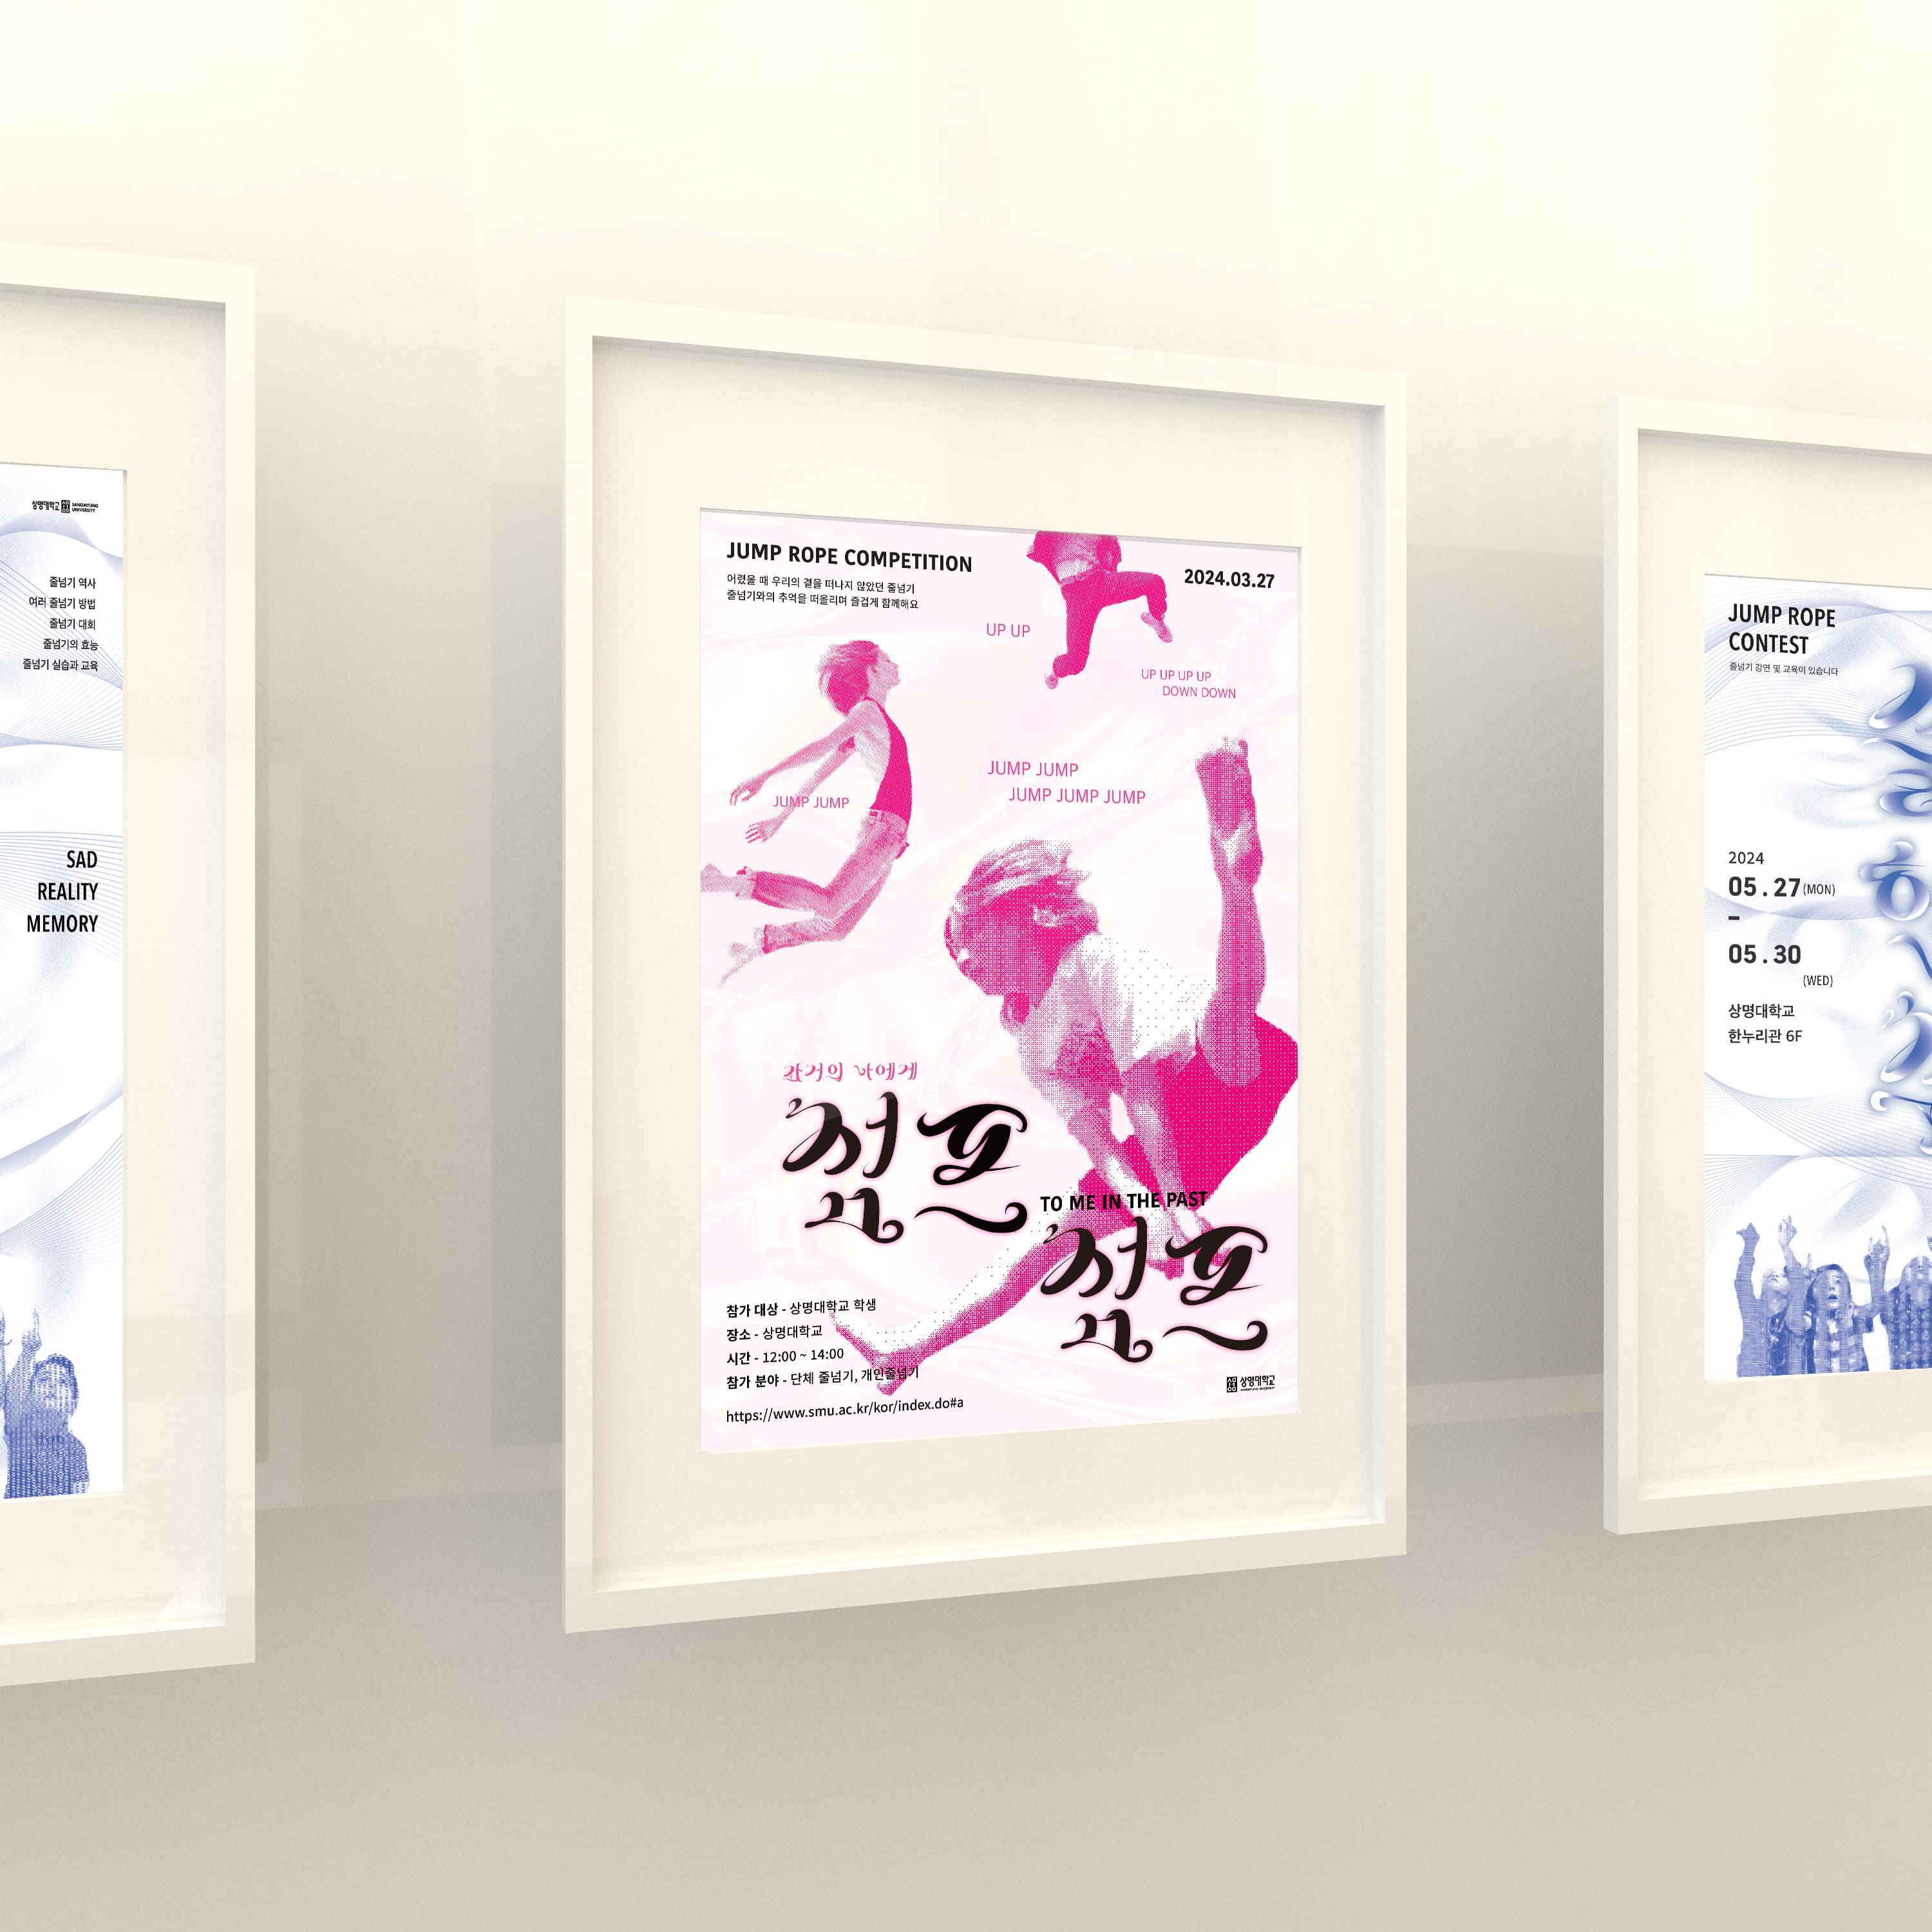 상명대학교 SANGMYUNG UNIVERSITY
줄넘기 역사
여러 줄넘기 방법
줄넘기 대회
줄넘기의 효능
줄넘기 실습과 교육
SAD
REALITY
MEMORY
JUMP ROPE COMPETITION
어렸을 때 우리의 곁을 떠나지 않았던 줄넘기
줄넘기와의 추억을 떠올리며 즐겁게 함께해요
2024.03.27
UP UP
UP UP UP UP
DOWN DOWN
JUMP JUMP
JUMP JUMP JUMP
JUMP JUMP
과거의 나에게
점프
TO ME IN THE PAST
점프
참가 대상 - 상명대학교 학생
장소 - 상명대학교
시간 - 12:00 ~ 14:00
참가 분야 - 단체 줄넘기, 개인줄넘기
https://www.smu.ac.kr/kor/index.do#a
상명대학교
JUMP ROPE
CONTEST
줄넘기 강연 및 교육이 있습니다
2024
05.27(MON)
-
05.30
(WED)
상명대학교
한누리관 6F